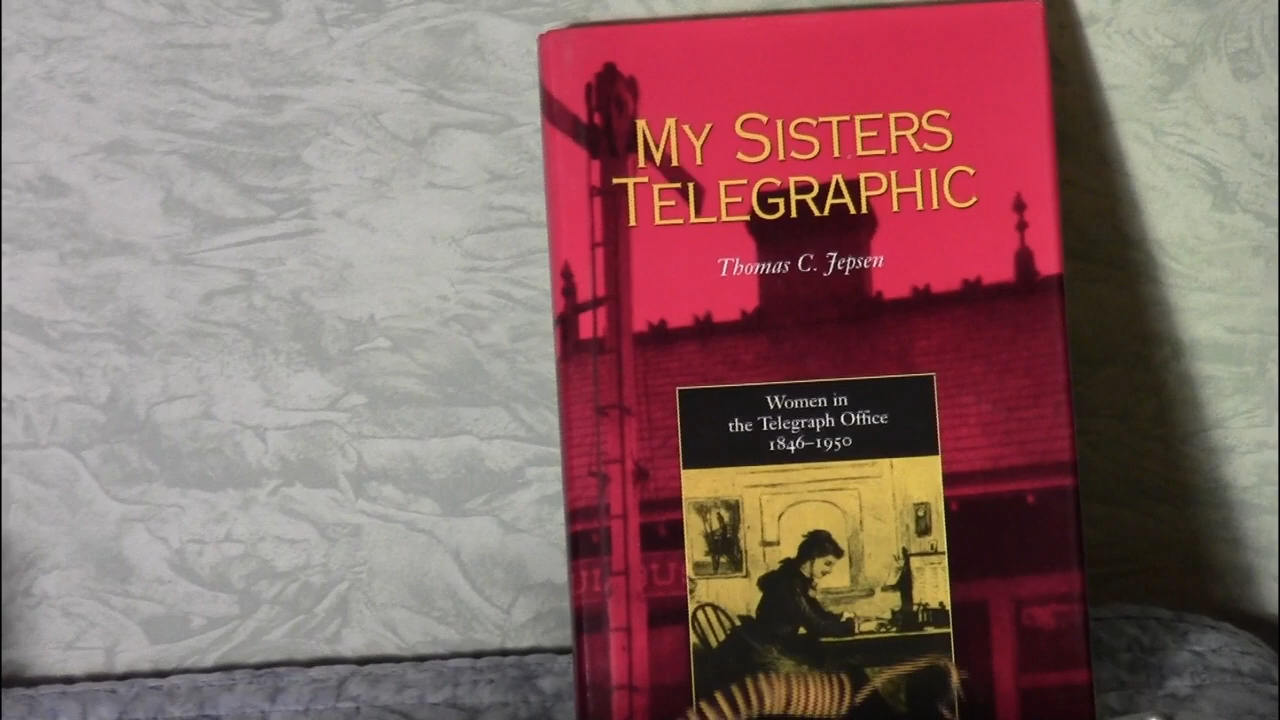 MY SISTERS
TELEGRAPHIC
Thomas C. Jepsen
Women in
the Telegraph Office
1846–1950